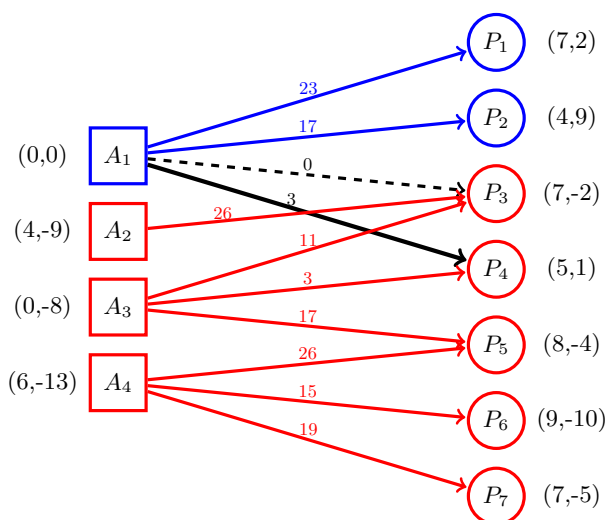 P1 (7,2)
23
P2 (4,9)
17
(0,0) A1
0
P3 (7,-2)
3
26
(4,-9) A2
11
P4 (5,1)
3
(0,-8) A3
17
P5 (8,-4)
26
(6,-13) A4
15
P6 (9,-10)
19
P7 (7,-5)